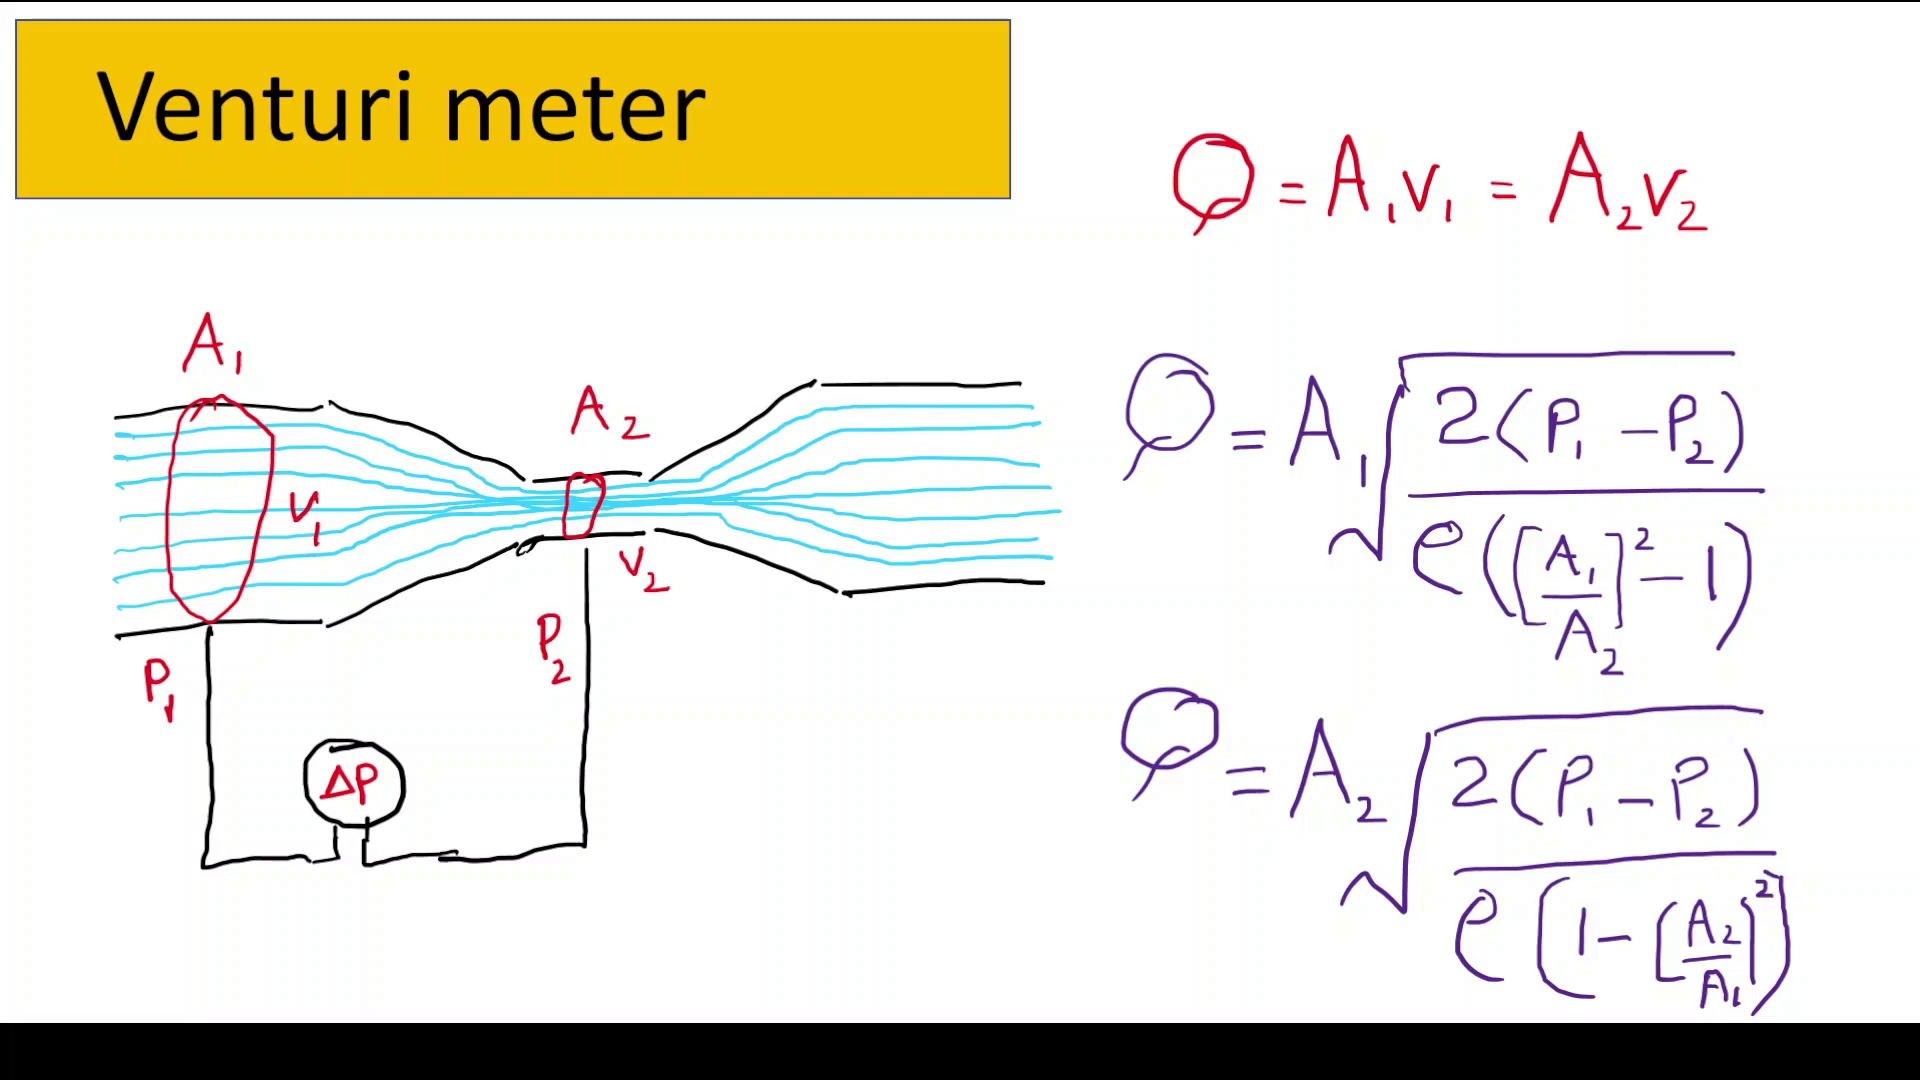 Venturi meter
Q = A₁v₁ = A₂v₂
A₁
A₂
v₁
v₂
P₁
P₂
ΔP
Q = A₁√(2(P₁ − P₂) / ρ([A₁/A₂]² − 1))
Q = A₂√(2(P₁ − P₂) / ρ(1 − [A₂/A₁]²))